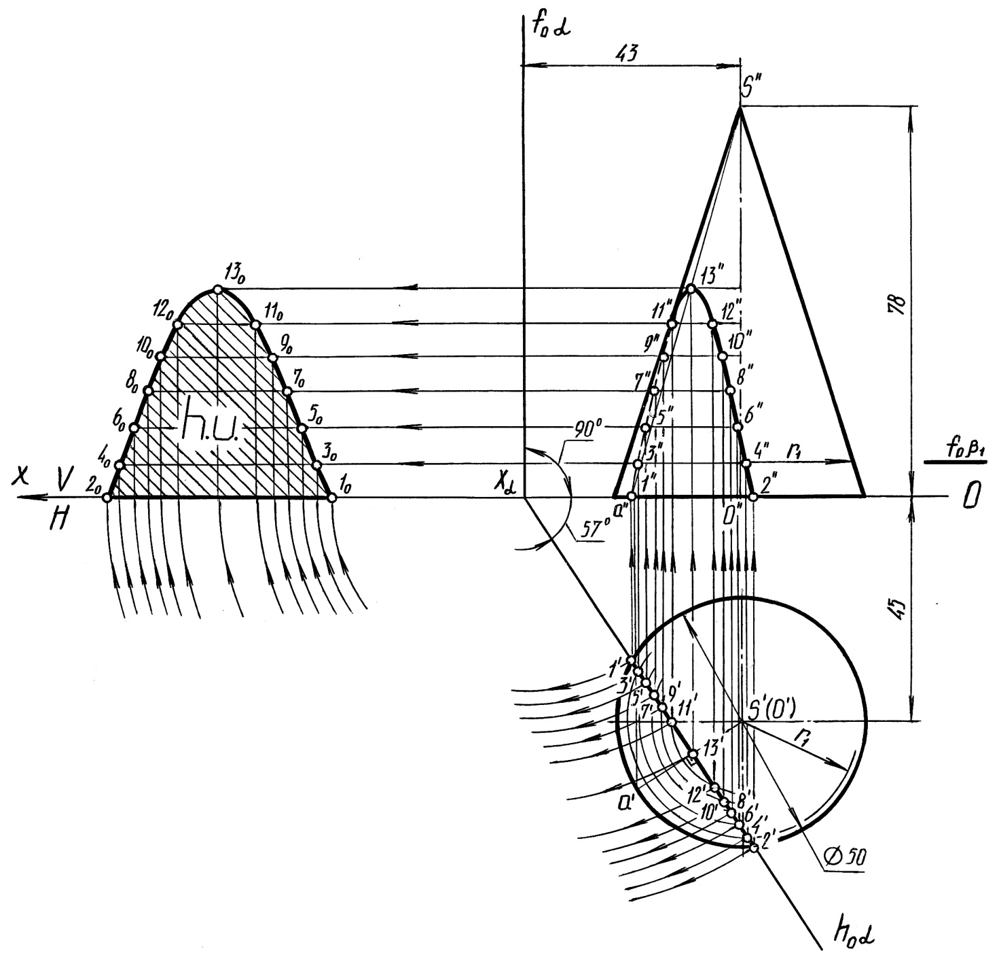 f₀α
43
S"
78
13₀
13"
12₀
11₀
11"
12"
10₀
9₀
9"
10"
8₀
7₀
7"
8"
6₀
5₀
5"
6"
н.и.
90°
4₀
3₀
3"
4"
r₁
f₀β₁
X
V
2₀
1₀
Xα
1"
2"
O
H
a"
O"
57°
45
1'
3'
5'
9'
7'
11'
S'(O')
r₁
13'
a'
12'
8'
10'
6'
4'
2'
Ø50
h₀α